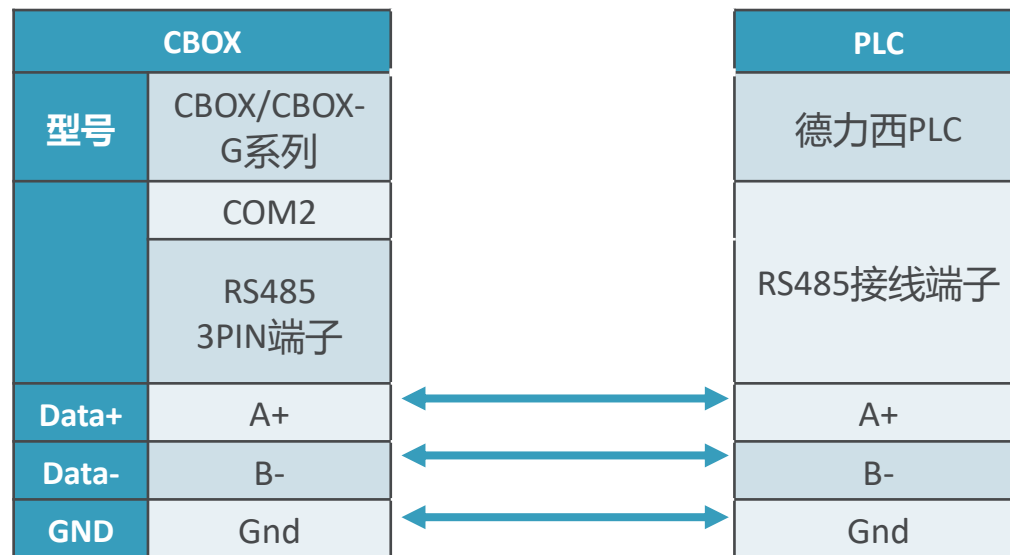 CBOX
PLC
型号
CBOX/CBOX-
G系列
德力西PLC
COM2
RS485
3PIN端子
RS485接线端子
Data+
A+
A+
Data-
B-
B-
GND
Gnd
Gnd